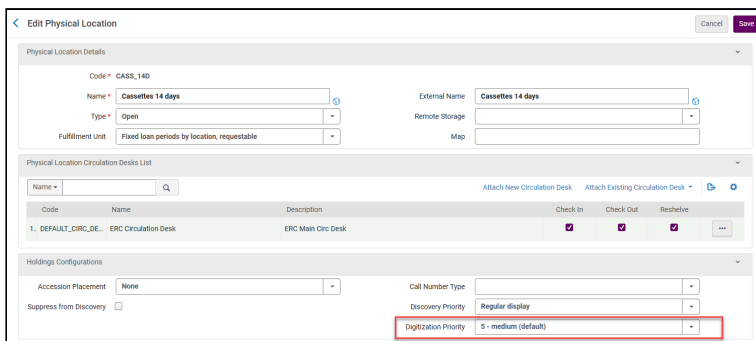 Edit Physical Location Cancel Save
Physical Location Details
Code * CASS_14D
Name * Cassettes 14 days External Name Cassettes 14 days
Type * Open Remote Storage
Fulfillment Unit Fixed loan periods by location, requestable Map
Physical Location Circulation Desks List
Name Attach New Circulation Desk Attach Existing Circulation Desk
Code Name Description Check In Check Out Reshelve
1.. DEFAULT_CIRC_DE... ERC Circulation Desk ERC Main Circ Desk
Holdings Configurations
Accession Placement None Call Number Type
Suppress from Discovery Discovery Priority Regular display
Digitization Priority 5 - medium (default)